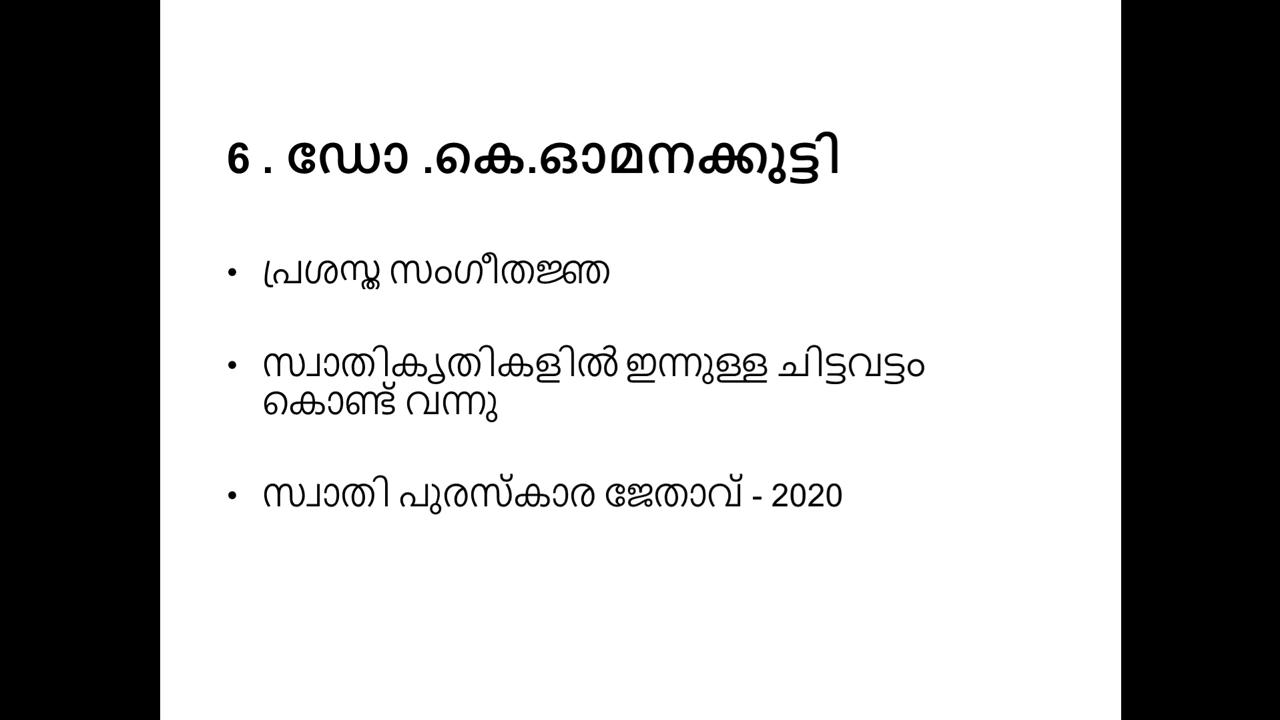 6 . ഡോ .കെ.ഓമനക്കുട്ടി
• പ്രശസ്ത സംഗീതജ്ഞ
• സ്വാതികൃതികളിൽ ഇന്നുള്ള ചിട്ടവട്ടം
കൊണ്ട് വന്നു
• സ്വാതി പുരസ്കാര ജേതാവ് - 2020